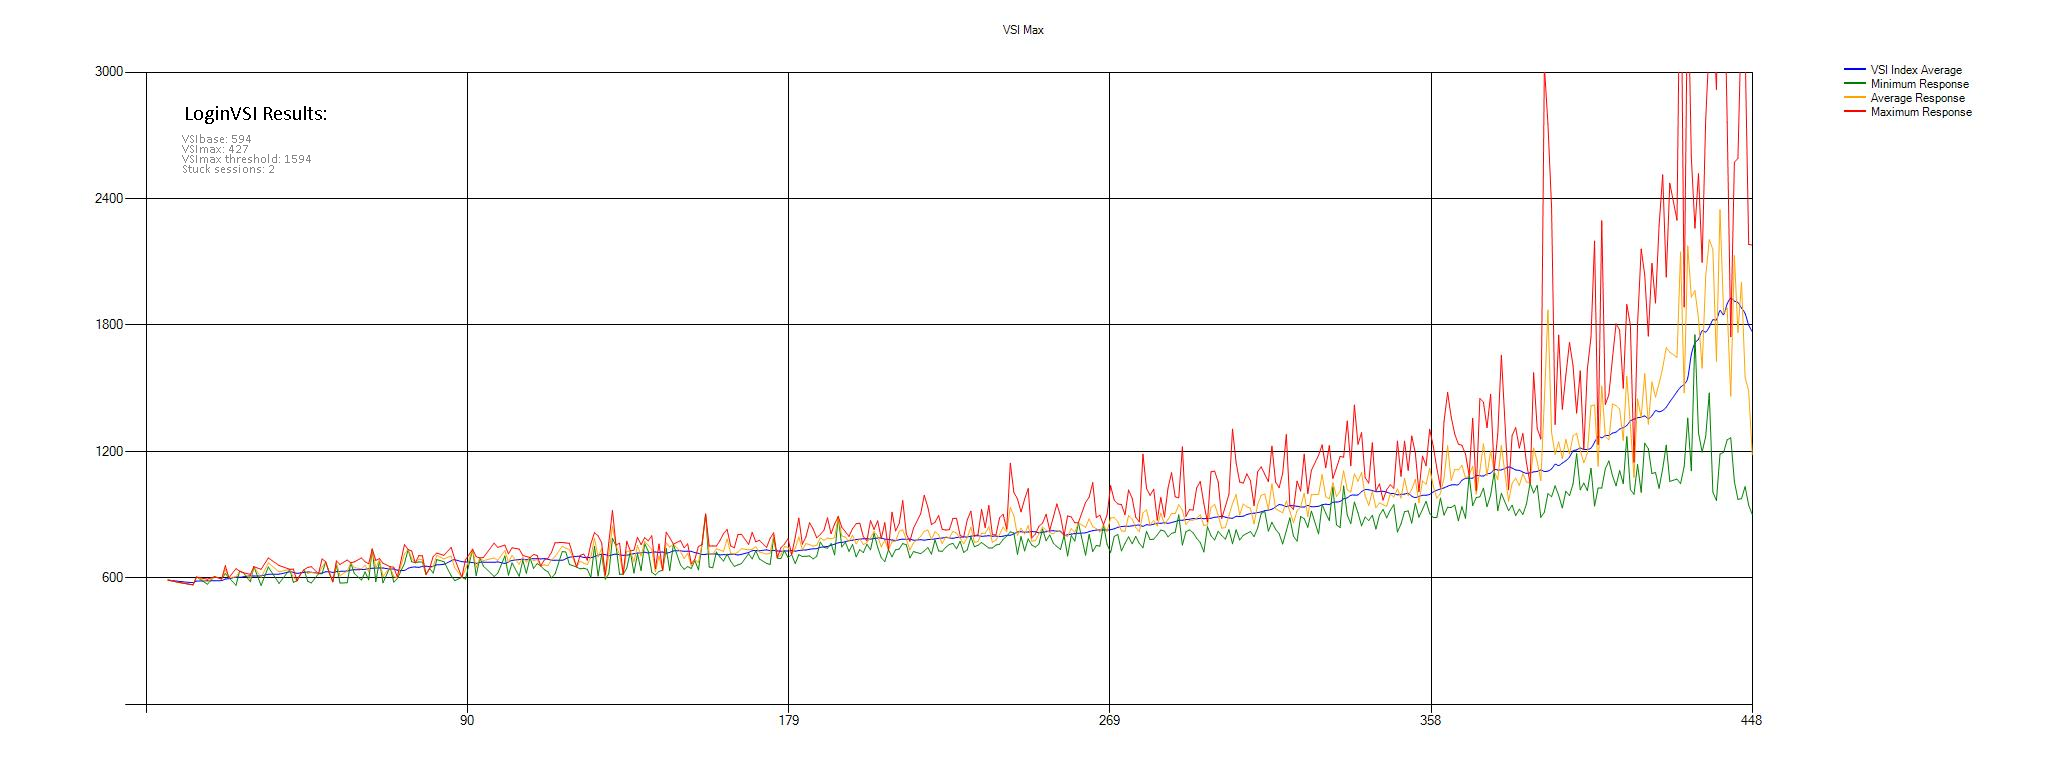 VSI Max
3000
2400
1800
1200
600
LoginVSI Results:
VSIbase: 594
VSImax: 427
VSImax threshold: 1594
Stuck sessions: 2
VSI Index Average
Minimum Response
Average Response
Maximum Response
90
179
269
358
448